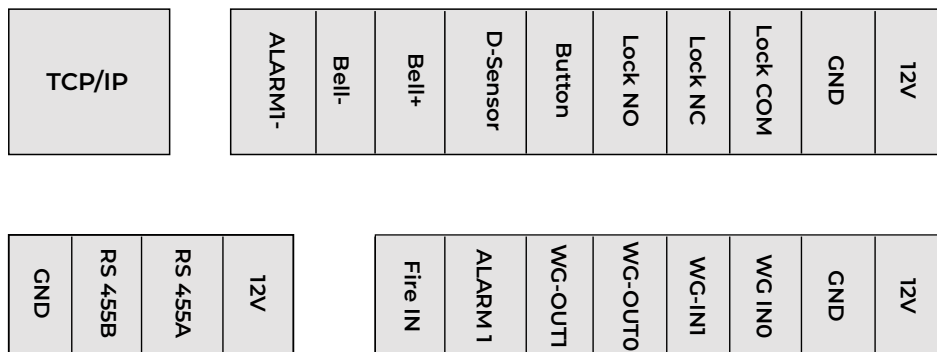 TCP/IP
ALARM1-
Bell-
Bell+
D-Sensor
Button
Lock NO
Lock NC
Lock COM
GND
12V
GND
RS 455B
RS 455A
12V
Fire IN
ALARM 1
WG-OUT1
WG-OUT0
WG-IN1
WG IN0
GND
12V